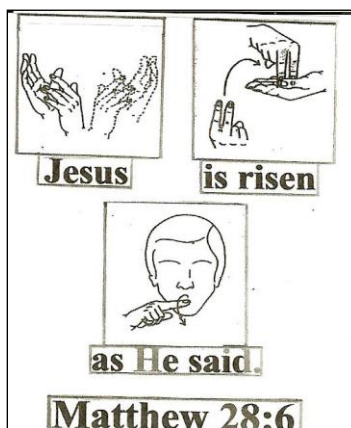 Jesus
is risen
as He said.
Matthew 28:6